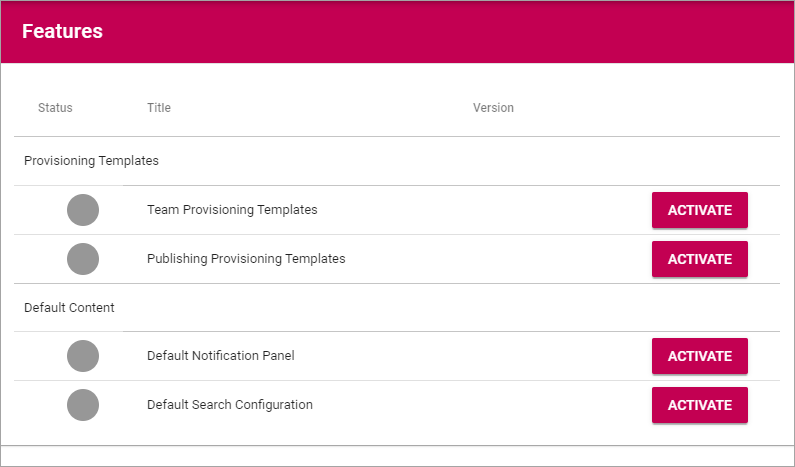 Features
Status Title Version
Provisioning Templates
Team Provisioning Templates ACTIVATE
Publishing Provisioning Templates ACTIVATE
Default Content
Default Notification Panel ACTIVATE
Default Search Configuration ACTIVATE